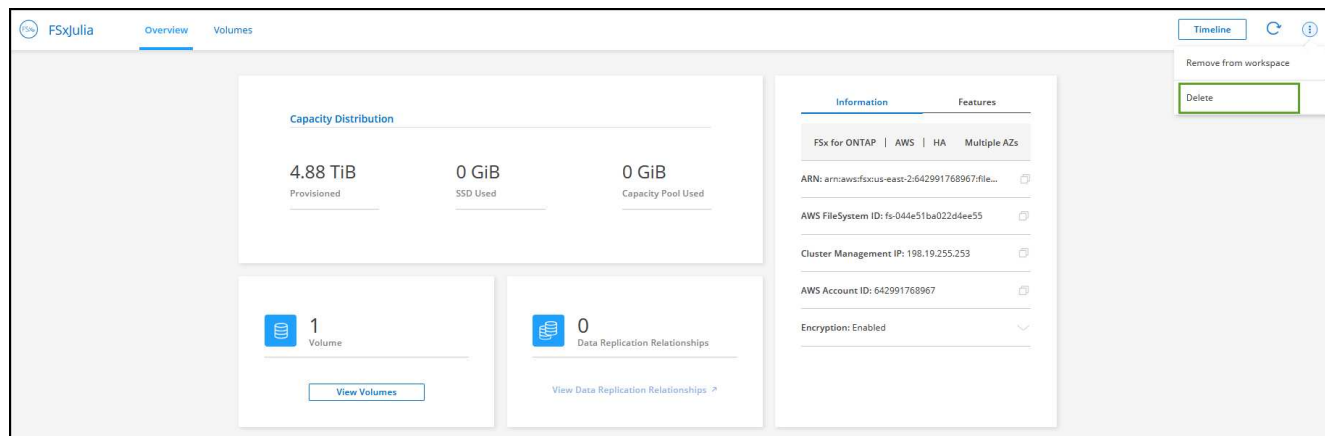 FSxN FSxJulia Overview Volumes Timeline
Remove from workspace
Delete
Capacity Distribution
4.88 TiB
Provisioned
0 GiB
SSD Used
0 GiB
Capacity Pool Used
1
Volume
View Volumes
0
Data Replication Relationships
View Data Replication Relationships
Information Features
FSx for ONTAP | AWS | HA Multiple AZs
ARN: arn:aws:fsx:us-east-2:642991768967:file...
AWS FileSystem ID: fs-044e51ba022d4ee55
Cluster Management IP: 198.19.255.253
AWS Account ID: 642991768967
Encryption: Enabled